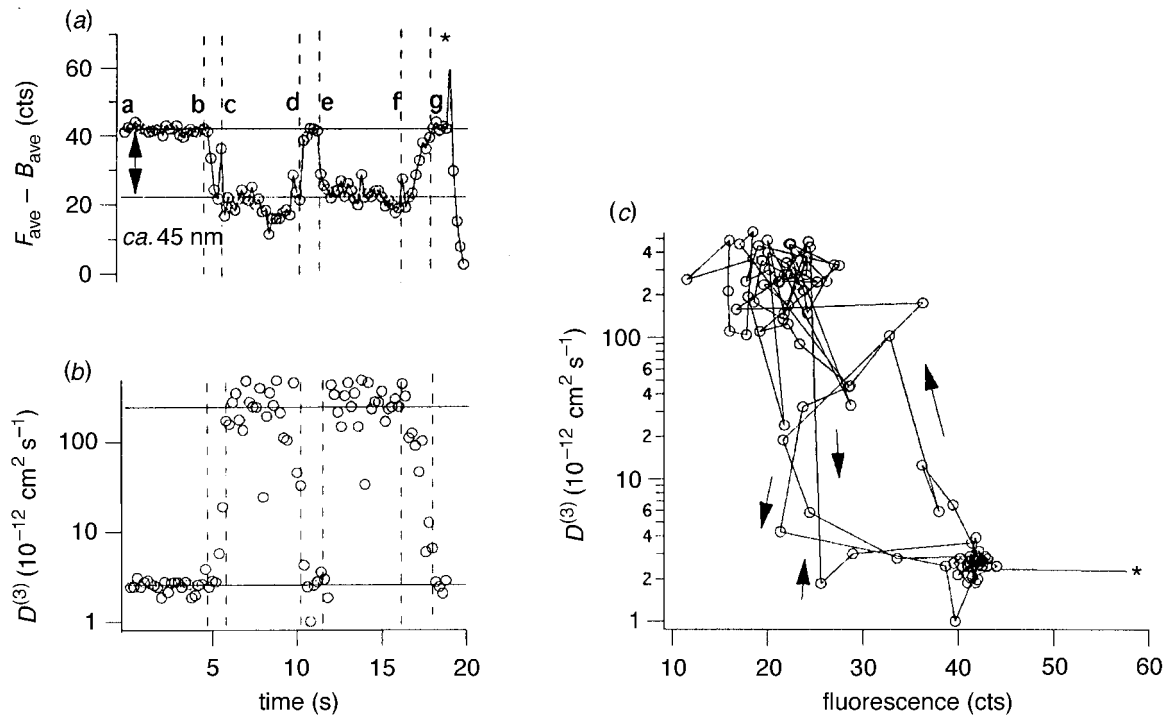 (a)
*
60
40
20
0
F_ave – B_ave (cts)
a
b
c
d
e
f
g
ca. 45 nm
(b)
100
10
1
D^(3) (10^-12 cm^2 s^-1)
5
10
15
20
time (s)
(c)
4
2
100
6
4
2
10
6
4
2
1
D^(3) (10^-12 cm^2 s^-1)
*
10
20
30
40
50
60
fluorescence (cts)